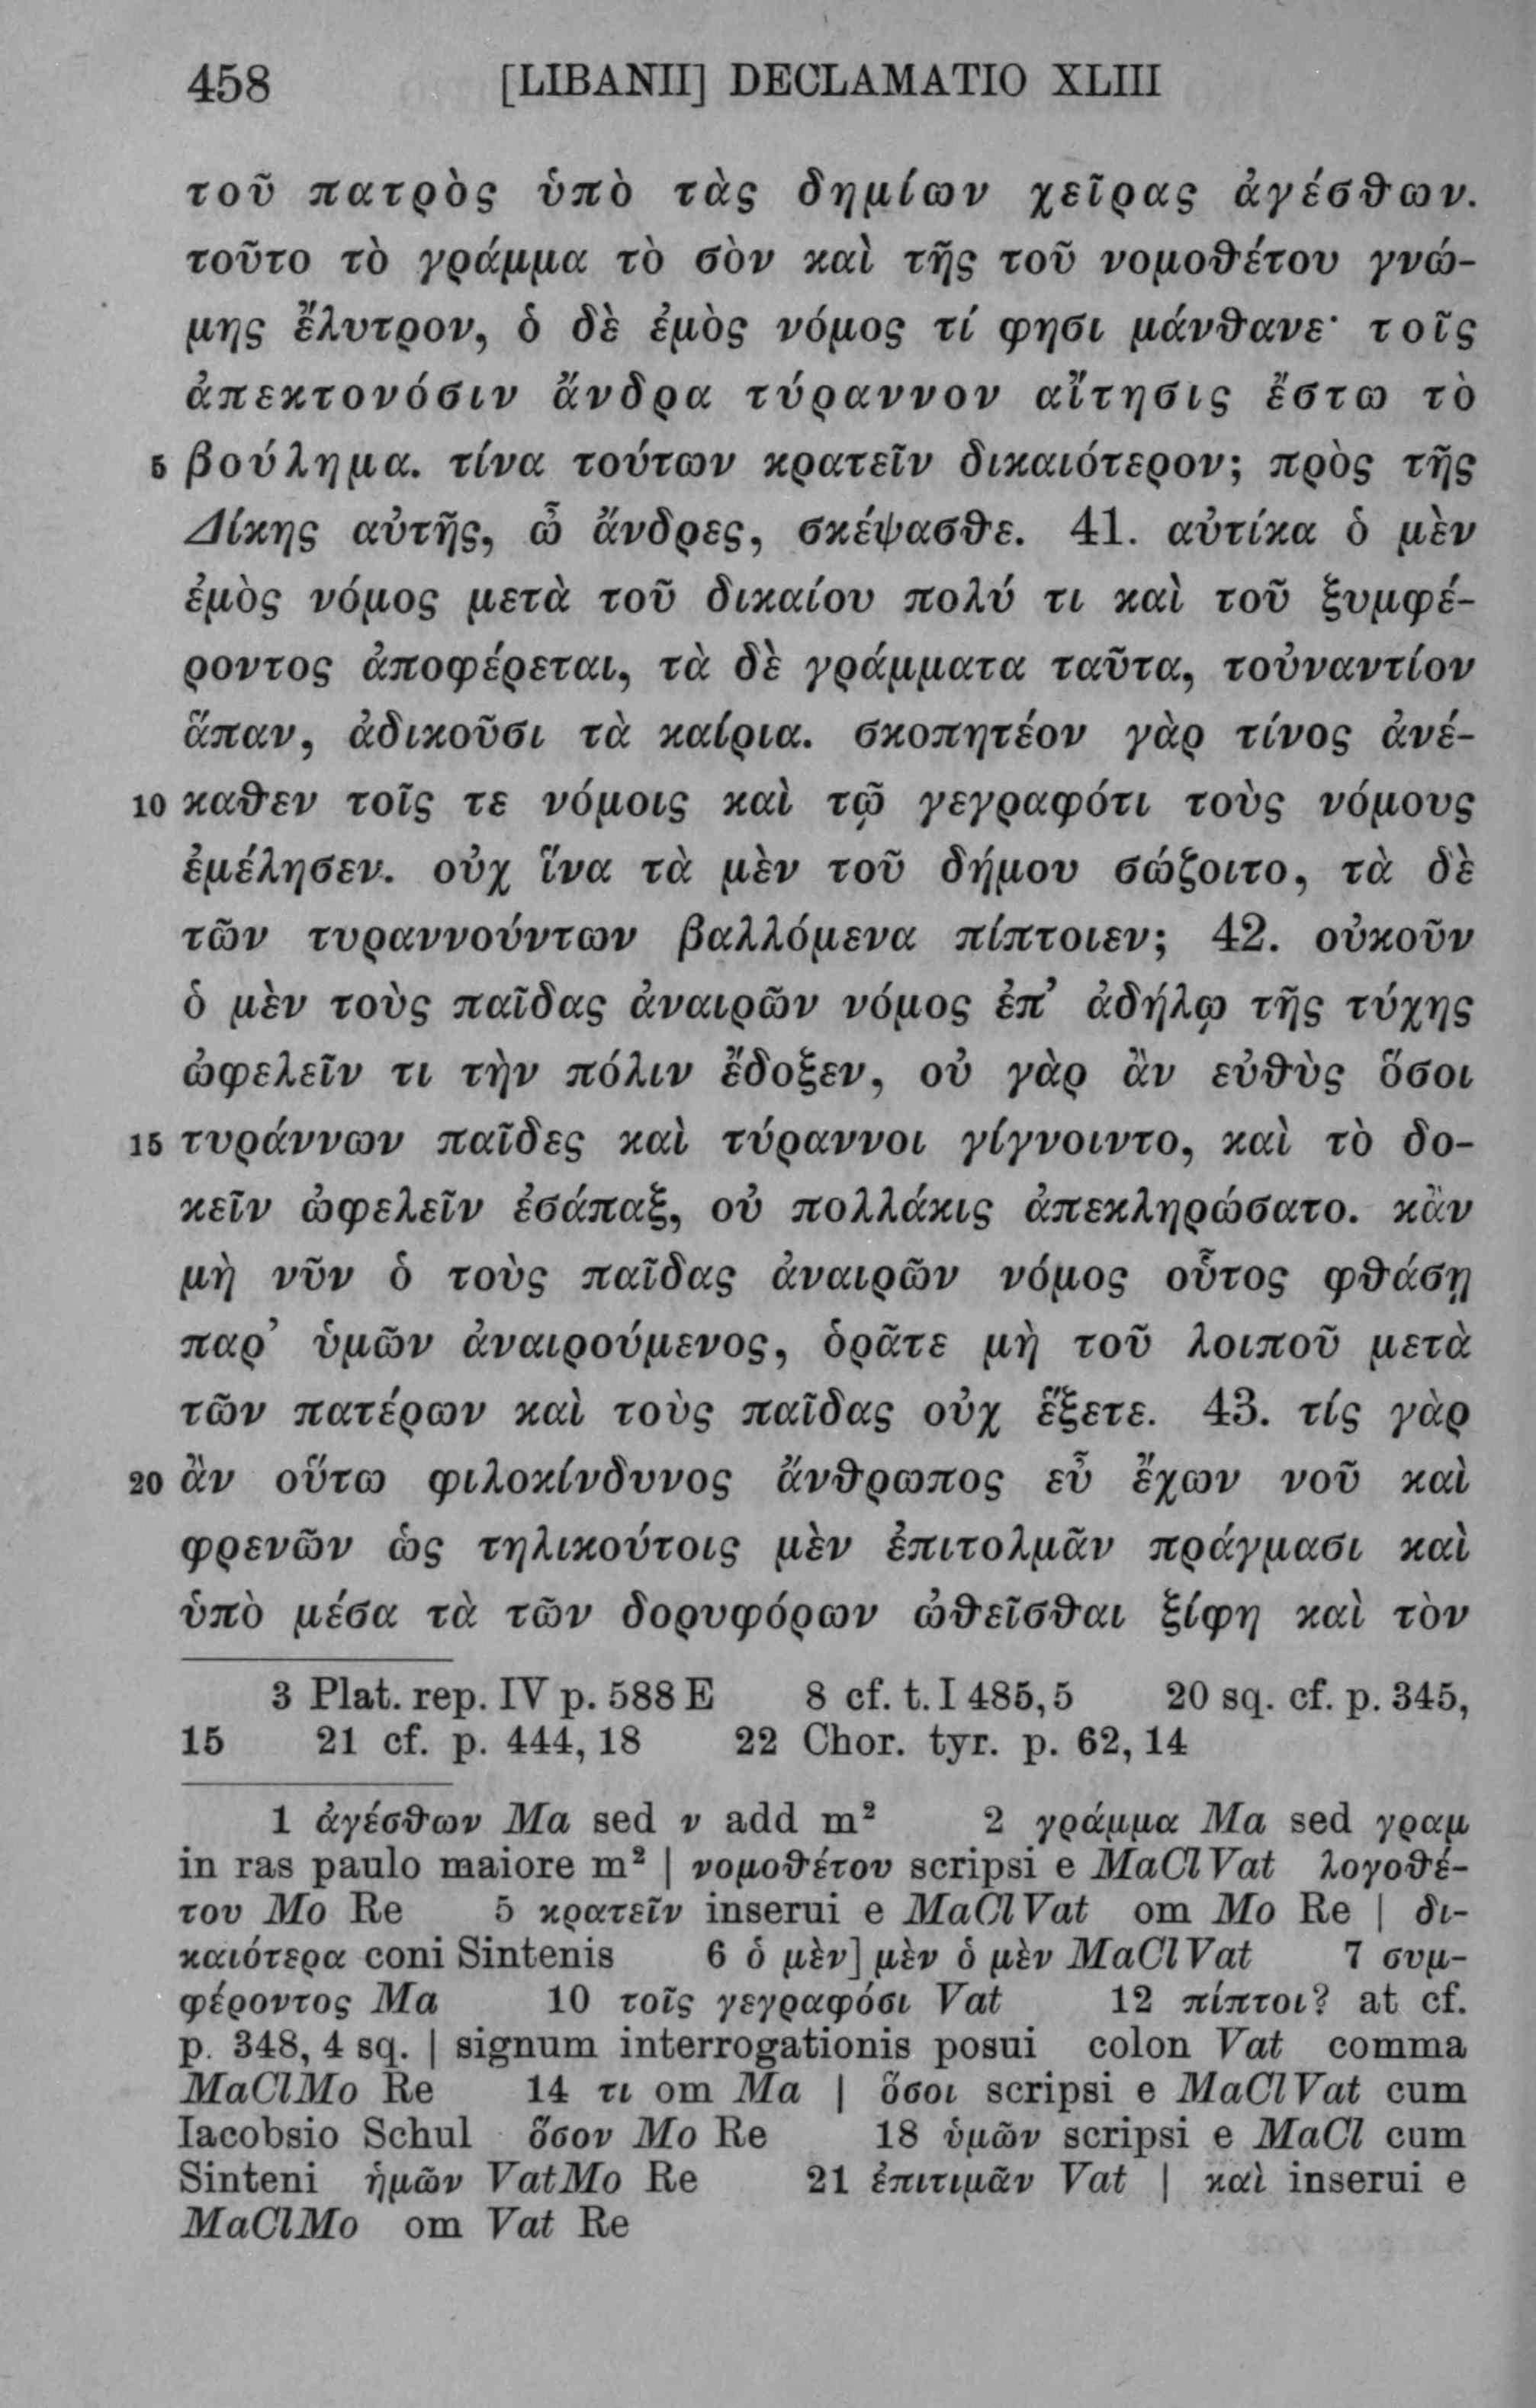 458 [LIBANII] DECLAMATIO XLIII
τοῦ πατρὸς ὑπὸ τὰς δημίων χεῖρας ἀγέσθων.
τοῦτο τὸ γράμμα τὸ σὸν καὶ τῆς τοῦ νομοθέτου γνώ-
μης ἔλυτρον, ὁ δὲ ἐμὸς νόμος τί φησι μάνθανε· τοῖς
ἀπεκτονόσιν ἄνδρα τύραννον αἴτησις ἔστω τὸ
5 βούλημα. τίνα τούτων κρατεῖν δικαιότερον; πρὸς τῆς
Δίκης αὐτῆς, ὦ ἄνδρες, σκέψασθε. 41. αὐτίκα ὁ μὲν
ἐμὸς νόμος μετὰ τοῦ δικαίου πολύ τι καὶ τοῦ ξυμφέ-
ροντος ἀποφέρεται, τὰ δὲ γράμματα ταῦτα, τοὐναντίον
ἅπαν, ἀδικοῦσι τὰ καίρια. σκοπητέον γὰρ τίνος ἀνέ-
10 καθεν τοῖς τε νόμοις καὶ τῷ γεγραφότι τοὺς νόμους
ἐμέλησεν. οὐχ ἵνα τὰ μὲν τοῦ δήμου σώζοιτο, τὰ δὲ
τῶν τυραννούντων βαλλόμενα πίπτοιεν; 42. οὐκοῦν
ὁ μὲν τοὺς παῖδας ἀναιρῶν νόμος ἐπ’ ἀδήλῳ τῆς τύχης
ὠφελεῖν τι τὴν πόλιν ἔδοξεν, οὐ γὰρ ἂν εὐθὺς ὅσοι
15 τυράννων παῖδες καὶ τύραννοι γίγνοιντο, καὶ τὸ δο-
κεῖν ὠφελεῖν ἐσάπαξ, οὐ πολλάκις ἀπεκληρώσατο. κἂν
μὴ νῦν ὁ τοὺς παῖδας ἀναιρῶν νόμος οὗτος φθάσῃ
παρ’ ὑμῶν ἀναιρούμενος, ὁρᾶτε μὴ τοῦ λοιποῦ μετὰ
τῶν πατέρων καὶ τοὺς παῖδας οὐχ ἕξετε. 43. τίς γὰρ
20 ἂν οὕτω φιλοκίνδυνος ἄνθρωπος εὖ ἔχων νοῦ καὶ
φρενῶν ὡς τηλικούτοις μὲν ἐπιτολμᾶν πράγμασι καὶ
ὑπὸ μέσα τὰ τῶν δορυφόρων ὠθεῖσθαι ξίφη καὶ τὸν
3 Plat. rep. IV p. 588 E 8 cf. t. I 485, 5 20 sq. cf. p. 345,
15 21 cf. p. 444, 18 22 Chor. tyr. p. 62, 14
1 ἀγέσθων Ma sed ν add m² 2 γράμμα Ma sed γραμ
in ras paulo maiore m² | νομοθέτου scripsi e MaClVat λογοθέ-
του Mo Re 5 κρατεῖν inserui e MaClVat om Mo Re | δι-
καιότερα coni Sintenis 6 ὁ μὲν] μὲν ὁ μὲν MaClVat 7 συμ-
φέροντος Ma 10 τοῖς γεγραφόσι Vat 12 πίπτοι? at cf.
p. 348, 4 sq. | signum interrogationis posui colon Vat comma
MaClMo Re 14 τι om Ma | ὅσοι scripsi e MaClVat cum
Iacobsio Schul ὅσον Mo Re 18 ὑμῶν scripsi e MaCl cum
Sinteni ἡμῶν VatMo Re 21 ἐπιτιμᾶν Vat | καὶ inserui e
MaClMo om Vat Re